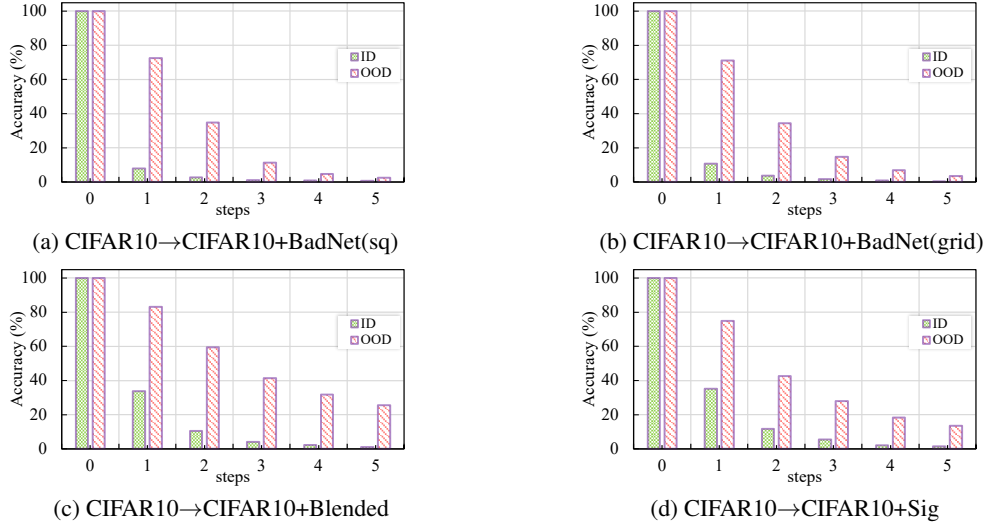 100
80
60
40
20
0
Accuracy (%)
ID
OOD
0 1 2 3 4 5
steps
(a) CIFAR10→CIFAR10+BadNet(sq)
100
80
60
40
20
0
Accuracy (%)
ID
OOD
0 1 2 3 4 5
steps
(b) CIFAR10→CIFAR10+BadNet(grid)
100
80
60
40
20
0
Accuracy (%)
ID
OOD
0 1 2 3 4 5
steps
(c) CIFAR10→CIFAR10+Blended
100
80
60
40
20
0
Accuracy (%)
ID
OOD
0 1 2 3 4 5
steps
(d) CIFAR10→CIFAR10+Sig